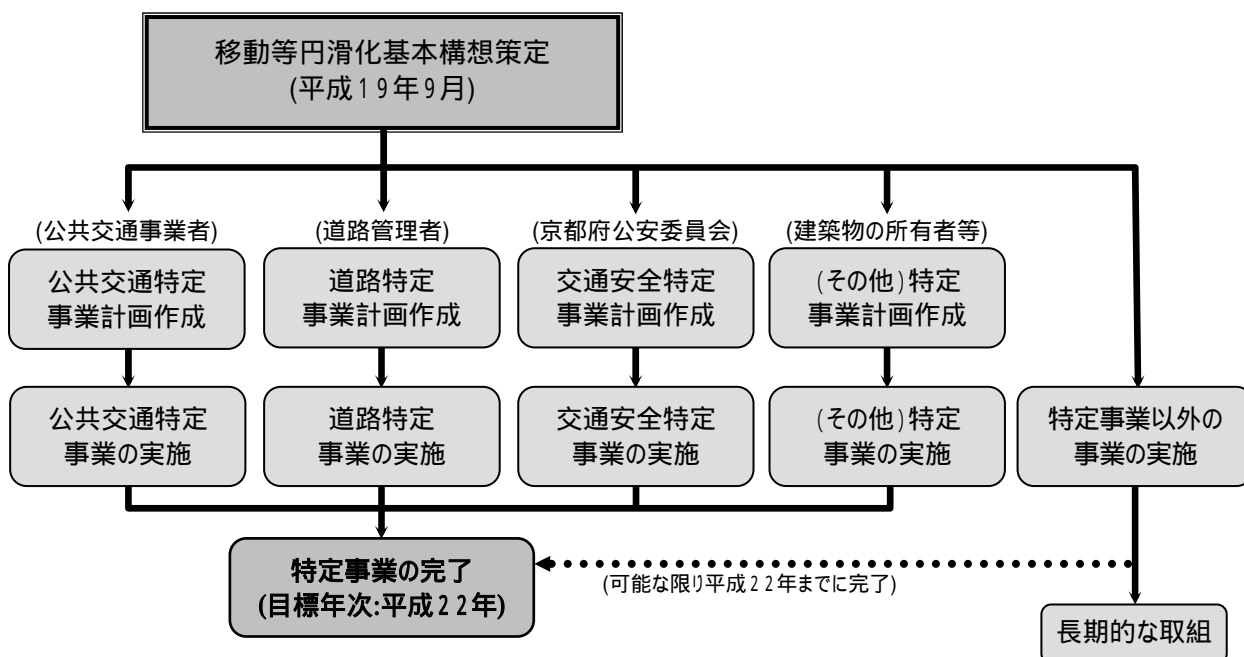 移動等円滑化基本構想策定
(平成19年9月)
(公共交通事業者)
(道路管理者)
(京都府公安委員会)
(建築物の所有者等)
公共交通特定
事業計画作成
道路特定
事業計画作成
交通安全特定
事業計画作成
(その他)特定
事業計画作成
公共交通特定
事業の実施
道路特定
事業の実施
交通安全特定
事業の実施
(その他)特定
事業の実施
特定事業以外の
事業の実施
特定事業の完了
(目標年次:平成22年)
(可能な限り平成22年までに完了)
長期的な取組